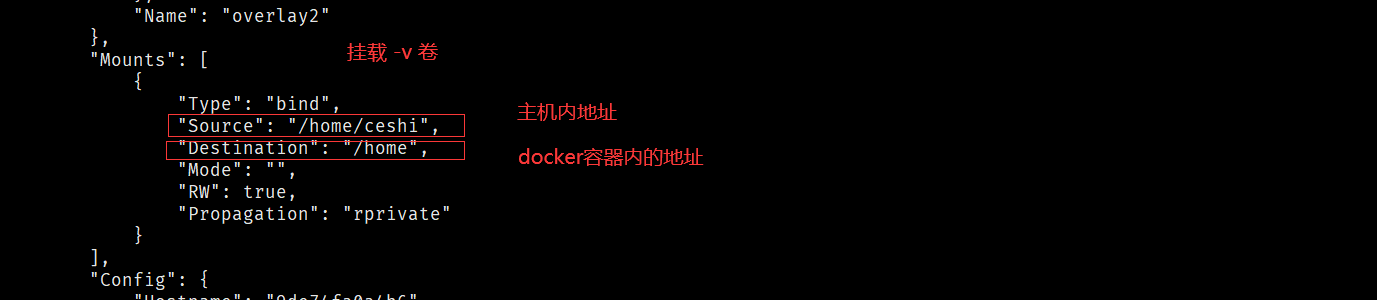 },
"Name": "overlay2"
},
"Mounts": [
挂载 -v 卷
{
"Type": "bind",
"Source": "/home/ceshi",
主机内地址
"Destination": "/home",
docker容器内的地址
"Mode": "",
"RW": true,
"Propagation": "rprivate"
}
],
"Config": {